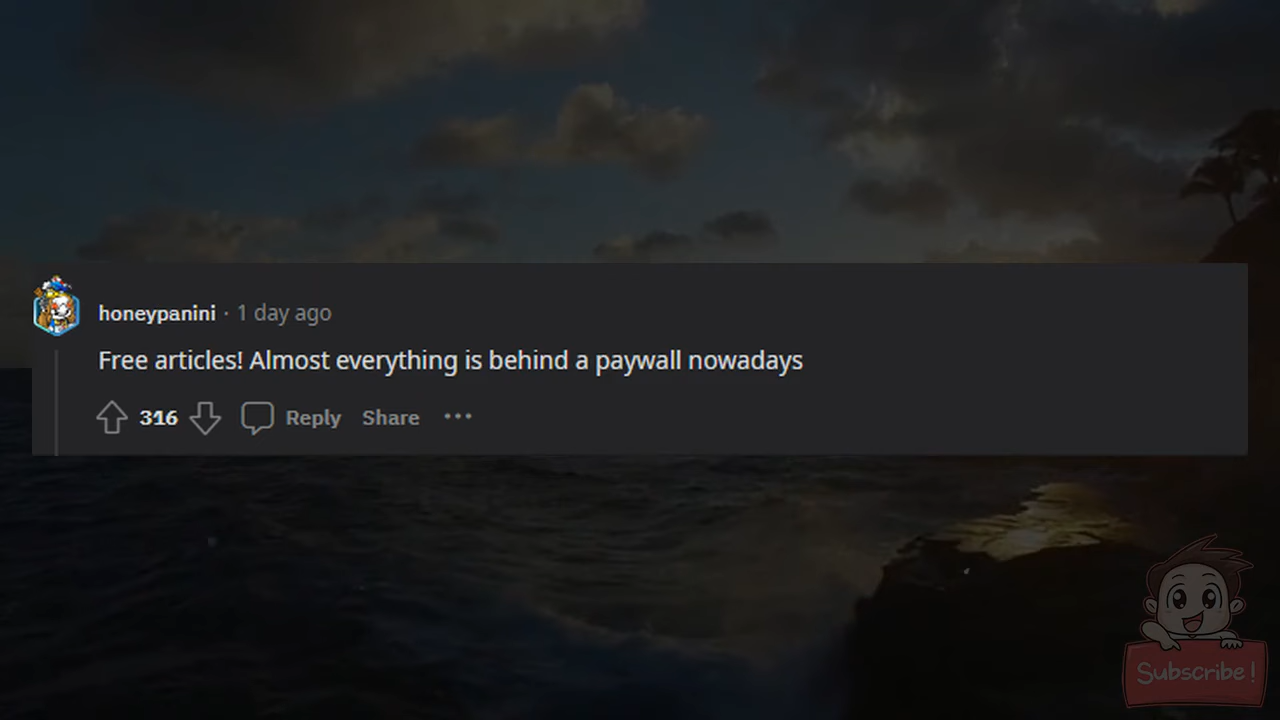 honeypanini · 1 day ago
Free articles! Almost everything is behind a paywall nowadays
316 Reply Share ...
Subscribe!